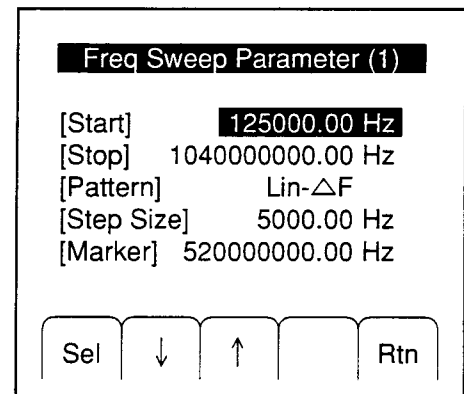 Freq Sweep Parameter (1)
[Start] 125000.00 Hz
[Stop] 1040000000.00 Hz
[Pattern] Lin-△F
[Step Size] 5000.00 Hz
[Marker] 520000000.00 Hz
Sel ↓ ↑ Rtn